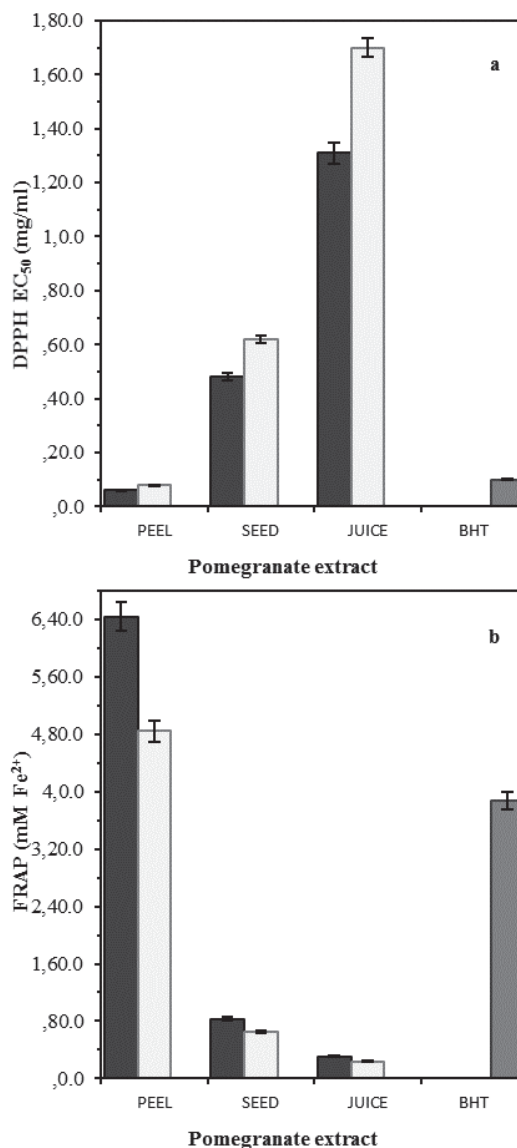 1,80.0
a
1,60.0
1,40.0
1,20.0
1,0.0
,80.0
,60.0
,40.0
,20.0
,0.0
DPPH EC₅₀ (mg/ml)
PEEL SEED JUICE BHT
Pomegranate extract
b
6,40.0
5,60.0
4,80.0
4,0.0
3,20.0
2,40.0
1,60.0
,80.0
,0.0
FRAP (mM Fe²⁺)
PEEL SEED JUICE BHT
Pomegranate extract